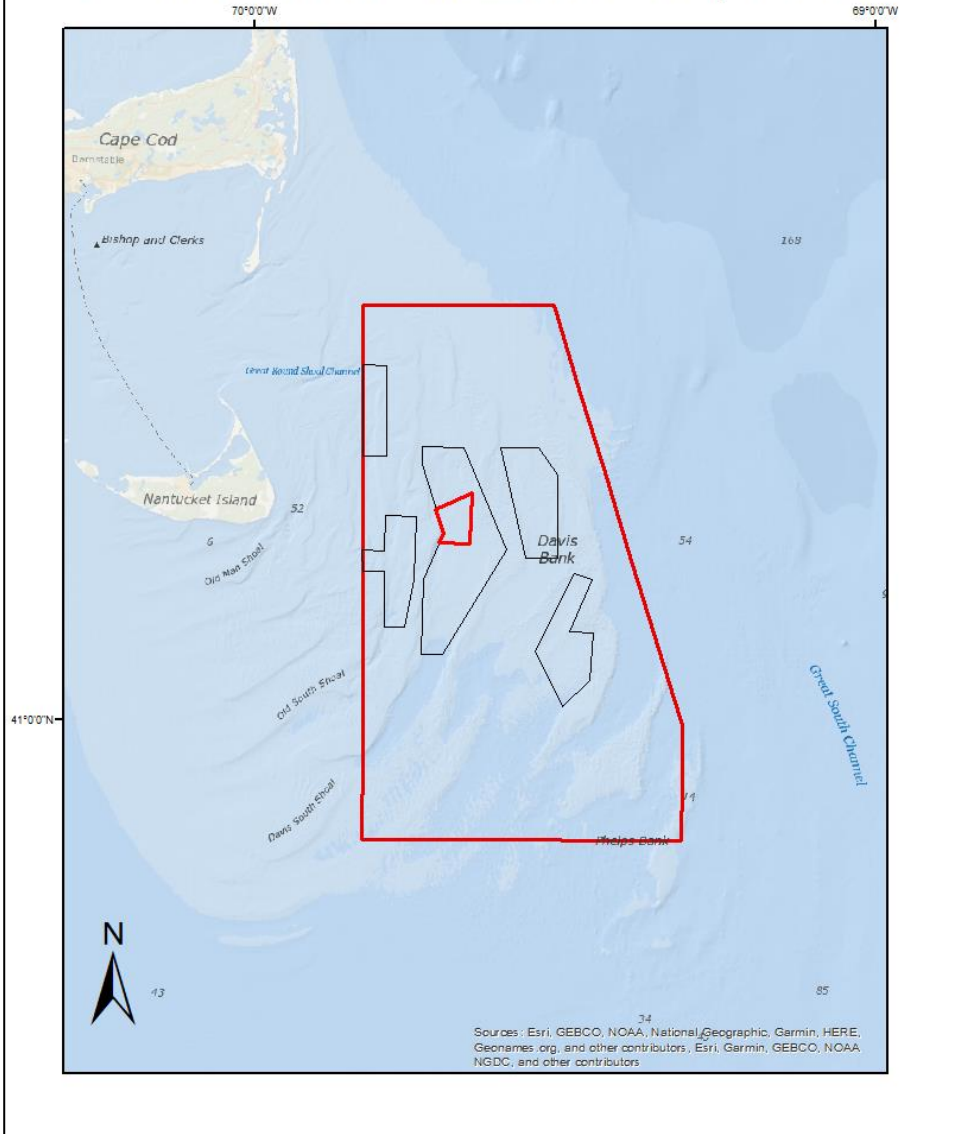 70°0'0"W
69°0'0"W
Cape Cod
Barnstable
Bishop and Clerks
168
Great Round Shoal Channel
Nantucket Island
52
6
Old Man Shoal
Davis
Bank
54
9
Old South Shoal
Great South Channel
41°0'0"N
Davis South Shoal
14
Phelps Bank
N
43
85
34
Sources: Esri, GEBCO, NOAA, National Geographic, Garmin, HERE,
Geonames.org, and other contributors, Esri, Garmin, GEBCO, NOAA
NGDC, and other contributors